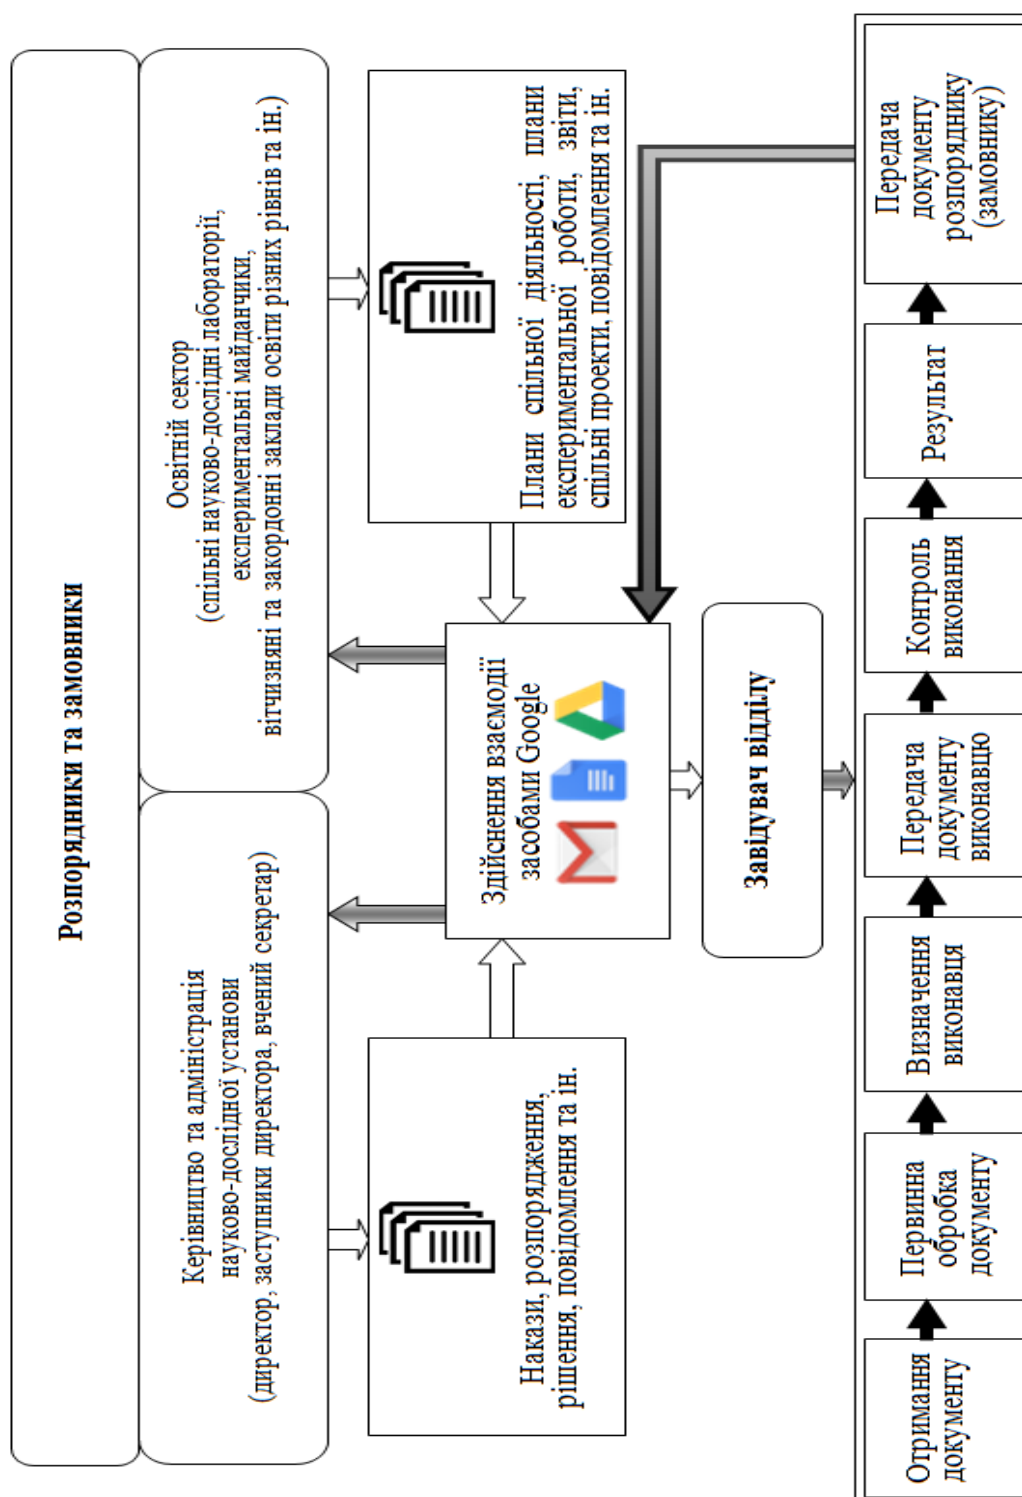 Розпорядники та замовники
Керівництво та адміністрація
науково-дослідної установи
(директор, заступники директора, вчений секретар)
Освітній сектор
(спільні науково-дослідні лабораторії,
експериментальні майданчики,
вітчизняні та закордонні заклади освіти різних рівнів та ін.)
Накази, розпорядження,
рішення, повідомлення та ін.
Здійснення взаємодії
засобами Google
Плани спільної діяльності, плани
експериментальної роботи, звіти,
спільні проекти, повідомлення та ін.
Завідувач відділу
Отримання
документу
Первинна
обробка
документу
Визначення
виконавця
Передача
документу
виконавцю
Контроль
виконання
Результат
Передача
документу
розпоряднику
(замовнику)